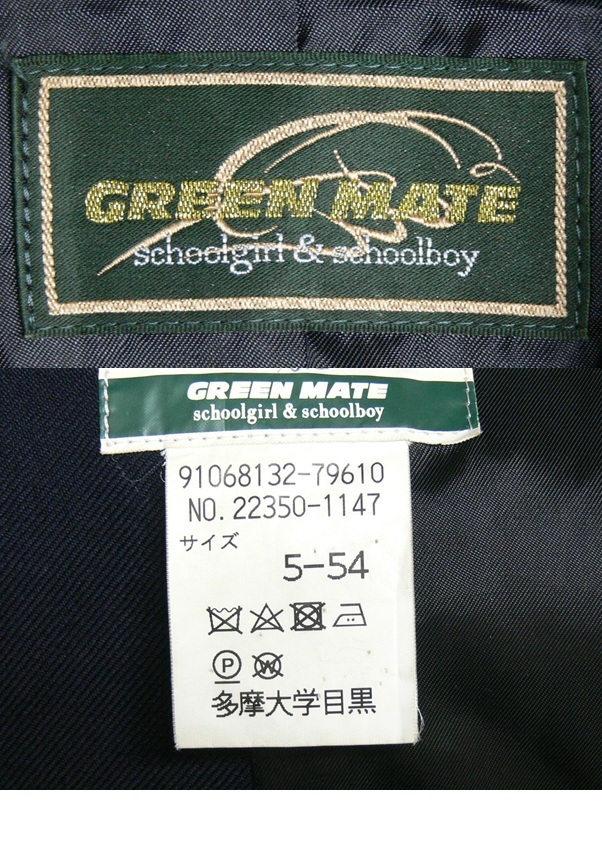 GREEN MATE
schoolgirl & schoolboy
GREEN MATE
schoolgirl & schoolboy
91068132-79610
NO.22350-1147
サイズ
5-54
P W
多摩大学目黒